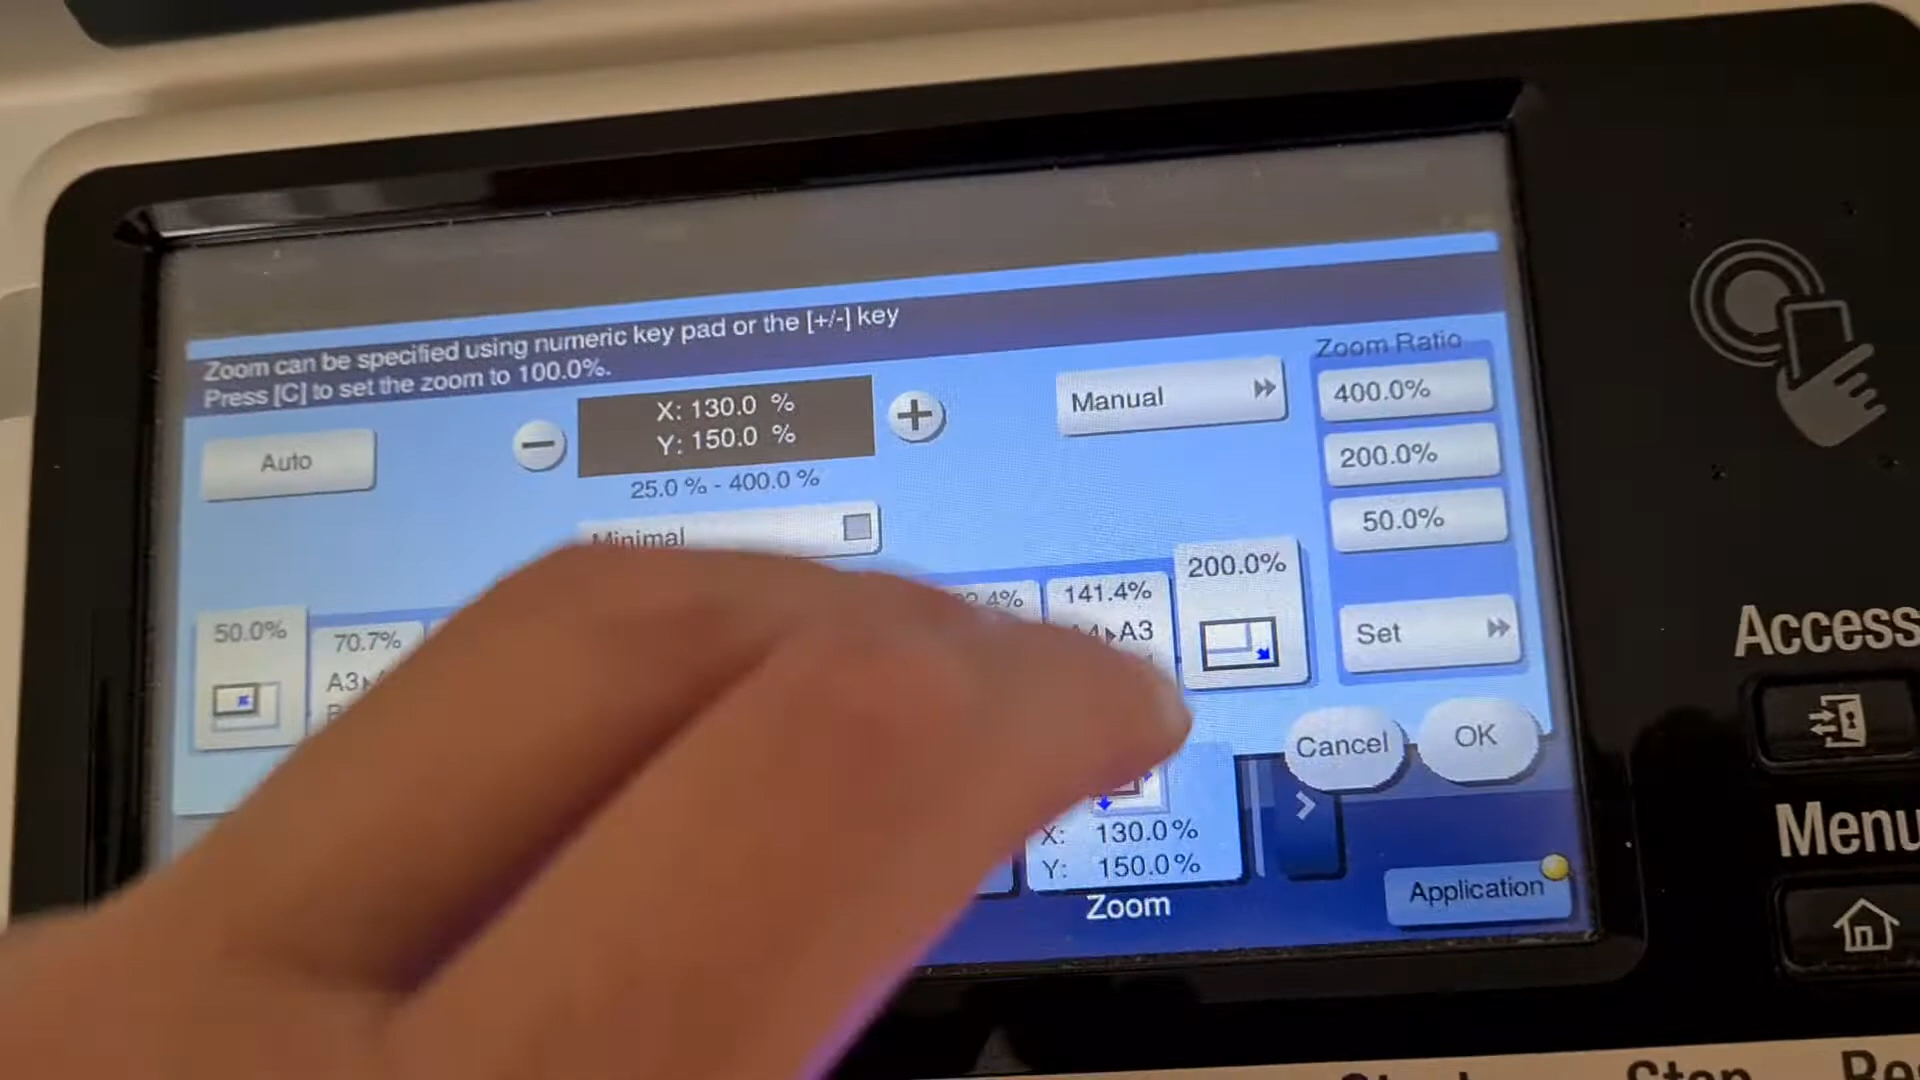 Zoom can be specified using numeric key pad or the [+/-] key
Press [C] to set the zoom to 100.0%.
Auto
X: 130.0 %
Y: 150.0 %
25.0 % - 400.0 %
Minimal
Manual
Zoom Ratio
400.0%
200.0%
50.0%
Set
50.0%
70.7%
A3
141.4%
A4▶A3
200.0%
Cancel
OK
X: 130.0%
Y: 150.0%
Zoom
Application
Access
Menu